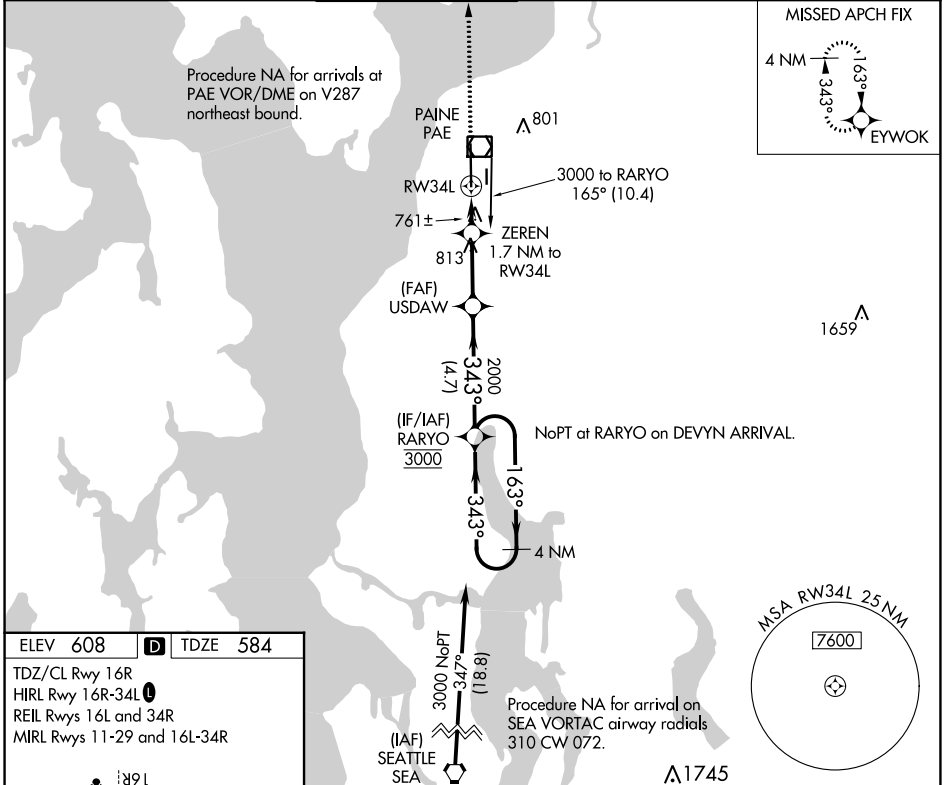 MISSED APCH FIX
4 NM
163°
343°
EYWOK
Procedure NA for arrivals at
PAE VOR/DME on V287
northeast bound.
PAINE
PAE
801
RW34L
3000 to RARYO
165° (10.4)
761±
ZEREN
1.7 NM to
RW34L
813
(FAF)
USDAW
1659
2000
343°
(4.7)
(IF/IAF)
RARYO
3000
NoPT at RARYO on DEVYN ARRIVAL.
163°
343°
4 NM
MSA RW34L 25 NM
7600
ELEV 608 D TDZE 584
TDZ/CL Rwy 16R
HIRL Rwy 16R-34L L
REIL Rwys 16L and 34R
MIRL Rwys 11-29 and 16L-34R
16R
3000 NoPT
347°
(18.8)
(IAF)
SEATTLE
SEA
Procedure NA for arrival on
SEA VORTAC airway radials
310 CW 072.
1745